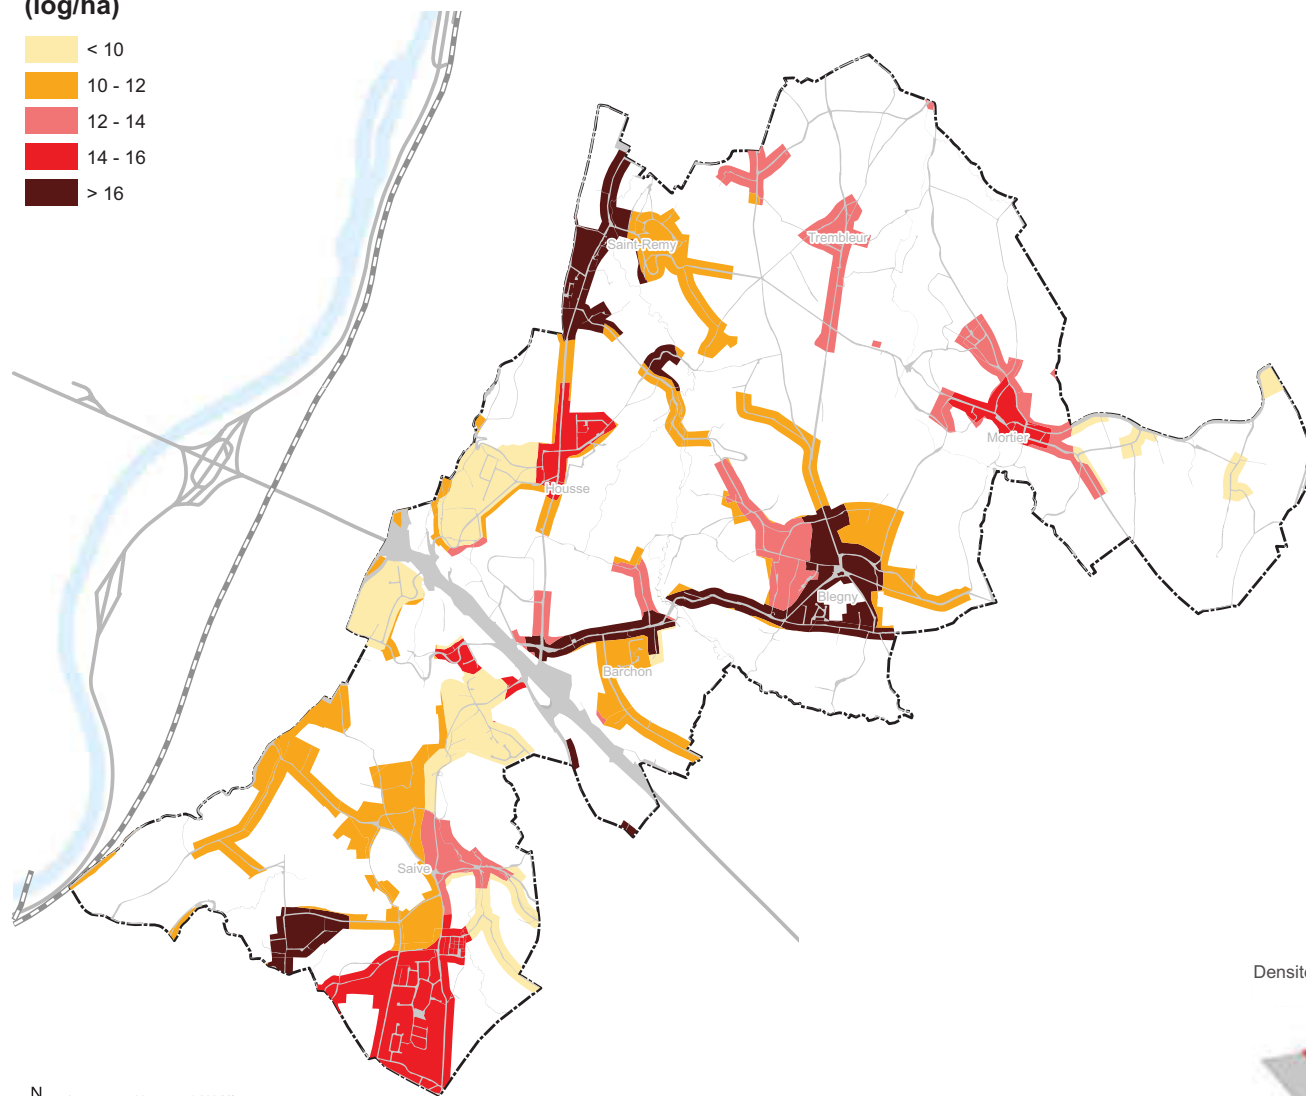 (log/ha)
< 10
10 - 12
12 - 14
14 - 16
> 16
Saint-Remy
Trembleur
Mortier
Housse
Blegny
Barchon
Saive
Densit
N